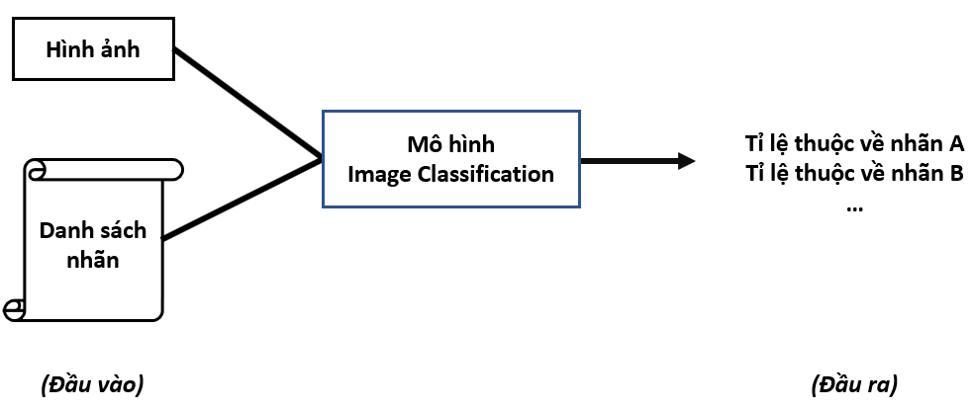 Hình ảnh
Danh sách
nhãn
Mô hình
Image Classification
Tỉ lệ thuộc về nhãn A
Tỉ lệ thuộc về nhãn B
...
(Đầu vào)
(Đầu ra)